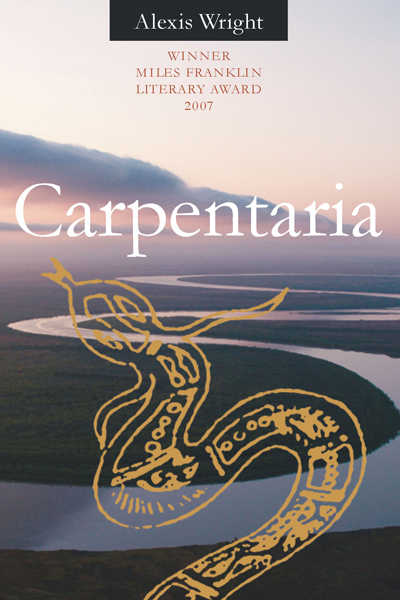 Alexis Wright
WINNER
MILES FRANKLIN
LITERARY AWARD
2007
Carpentaria